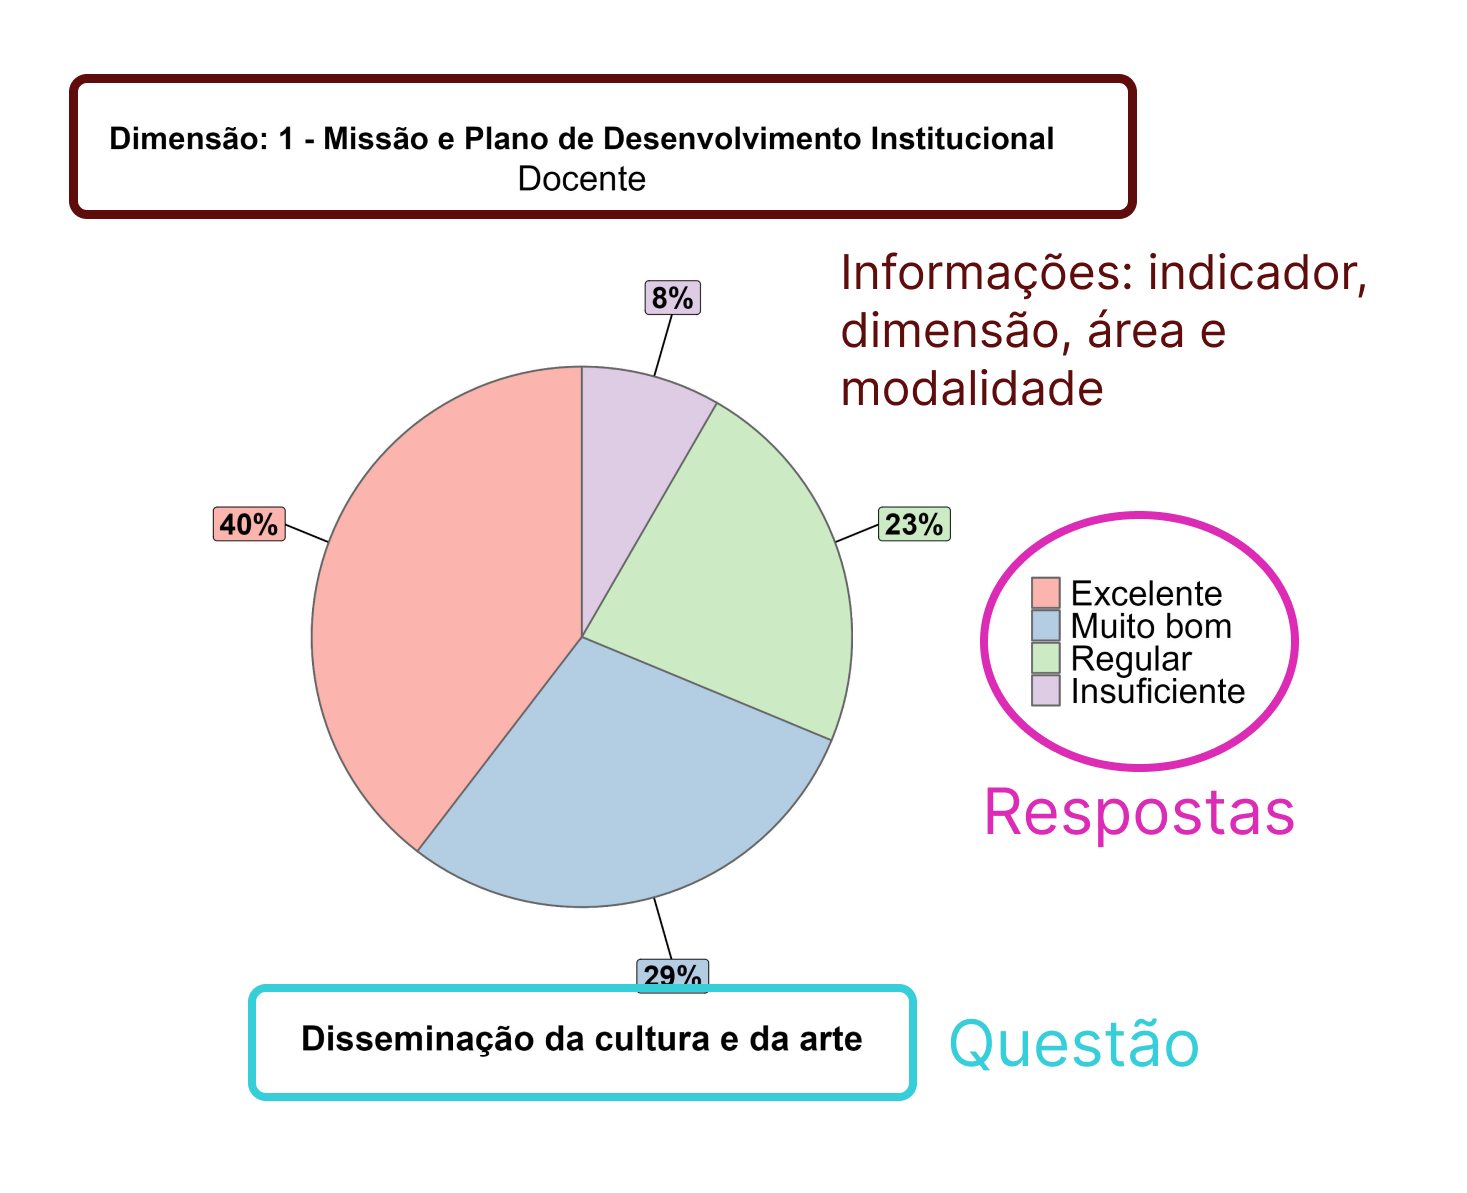 Dimensão: 1 - Missão e Plano de Desenvolvimento Institucional
Docente
Informações: indicador,
dimensão, área e
modalidade
8%
40%
23%
Excelente
Muito bom
Regular
Insuficiente
Respostas
29%
Disseminação da cultura e da arte
Questão